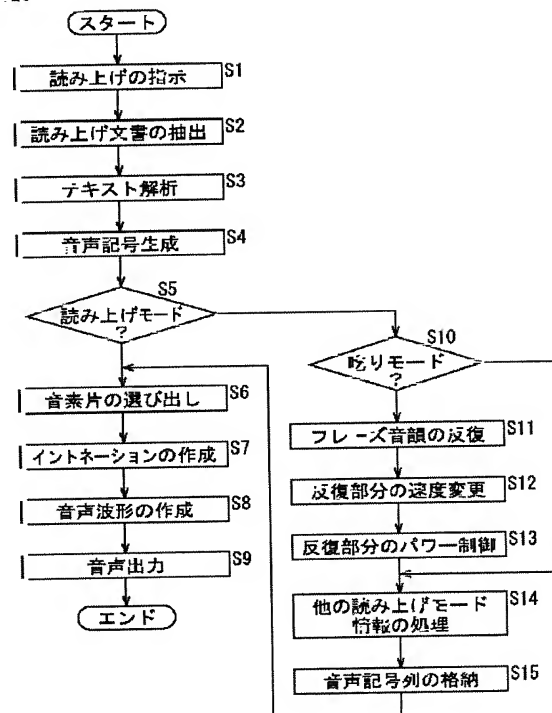 スタート
読み上げの指示 S1
読み上げ文書の抽出 S2
テキスト解析 S3
音声記号生成 S4
S5
読み上げモード
?
音素片の選び出し S6
イントネーションの作成 S7
音声波形の作成 S8
音声出力 S9
エンド
S10
吃りモード
?
フレーズ音韻の反復 S11
反復部分の速度変更 S12
反復部分のパワー制御 S13
他の読み上げモード S14
情報の処理
音声記号列の格納 S15